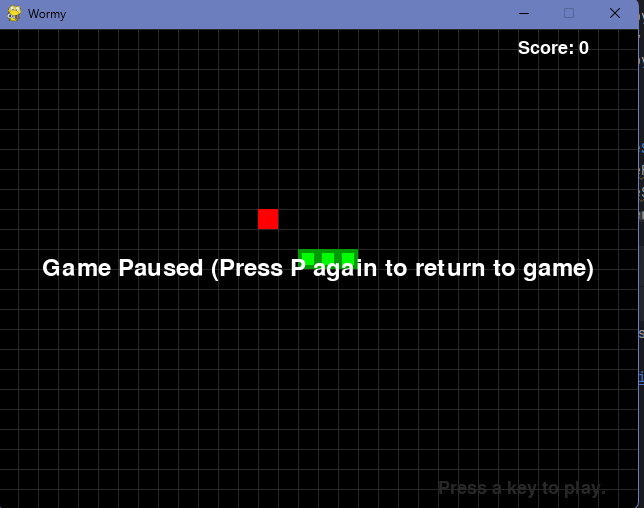 Wormy
Score: 0
Game Paused (Press P again to return to game)
Press a key to play.